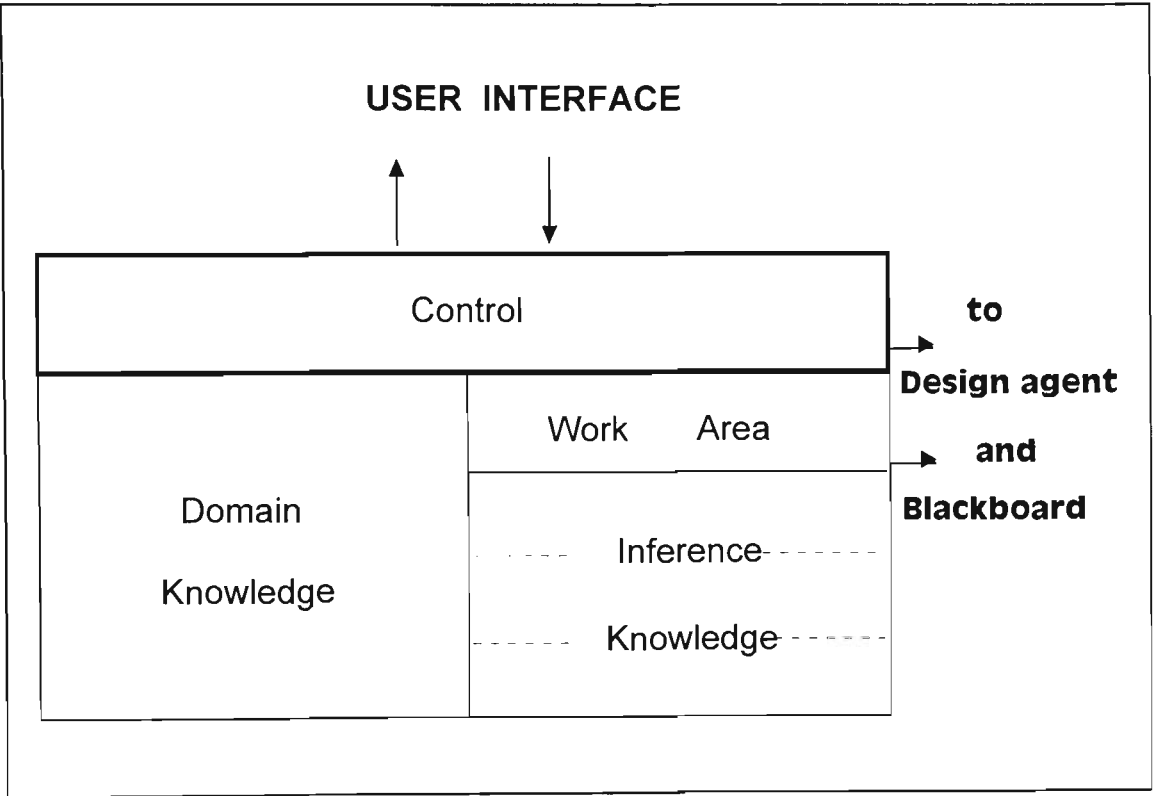 USER INTERFACE
Control
to
Design agent
and
Blackboard
Work Area
Domain
Knowledge
Inference
Knowledge